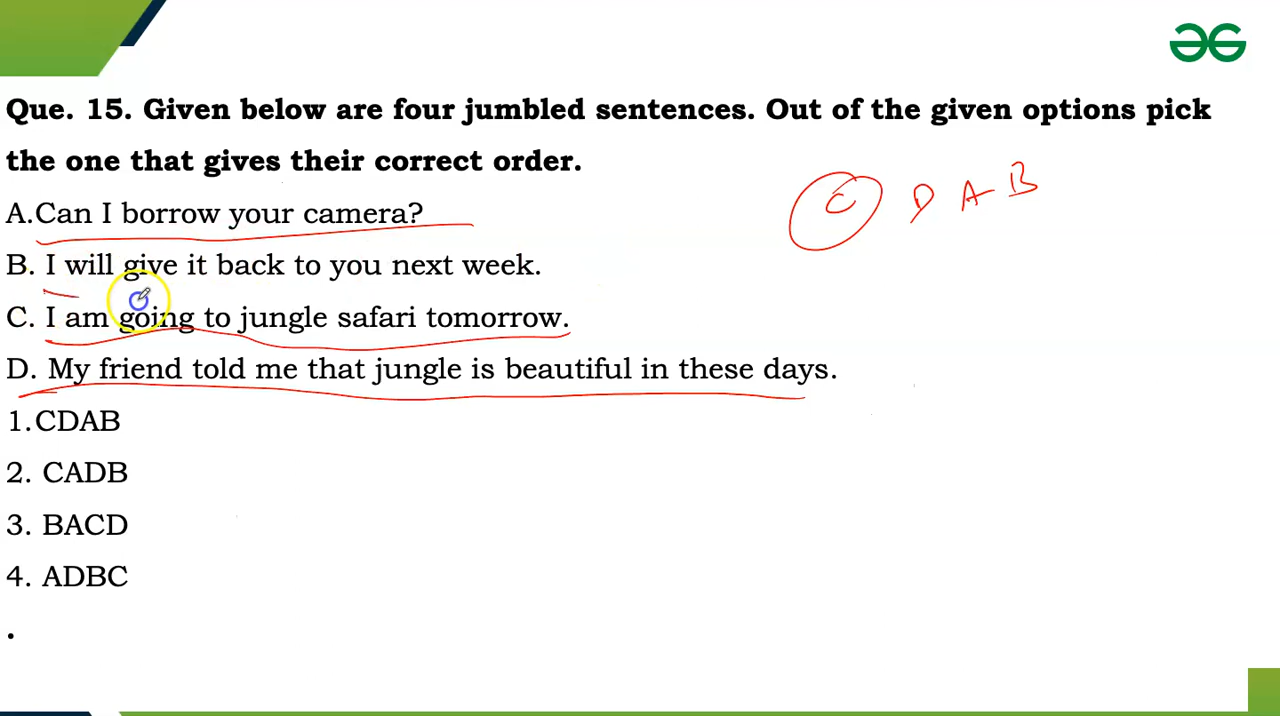 Que. 15. Given below are four jumbled sentences. Out of the given options pick
the one that gives their correct order.
A.Can I borrow your camera?
C D A B
B. I will give it back to you next week.
C. I am going to jungle safari tomorrow.
D. My friend told me that jungle is beautiful in these days.
1.CDAB
2. CADB
3. BACD
4. ADBC
.